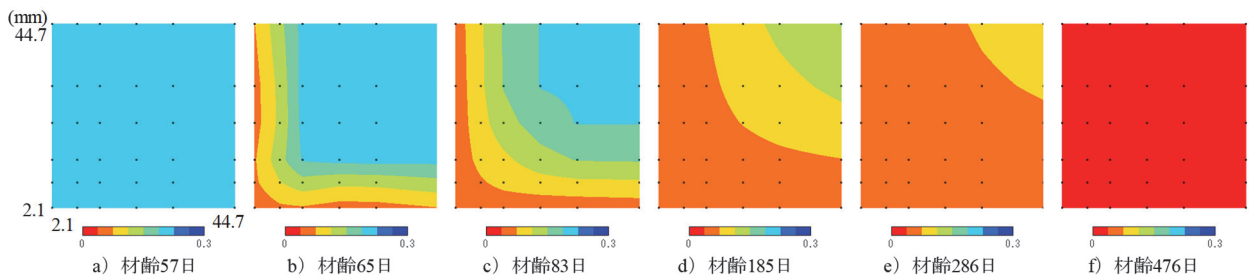 (mm)
44.7
2.1
2.1 44.7
0 0.3
0 0.3
0 0.3
0 0.3
0 0.3
0 0.3
a）材齢57日
b）材齢65日
c）材齢83日
d）材齢185日
e）材齢286日
f）材齢476日